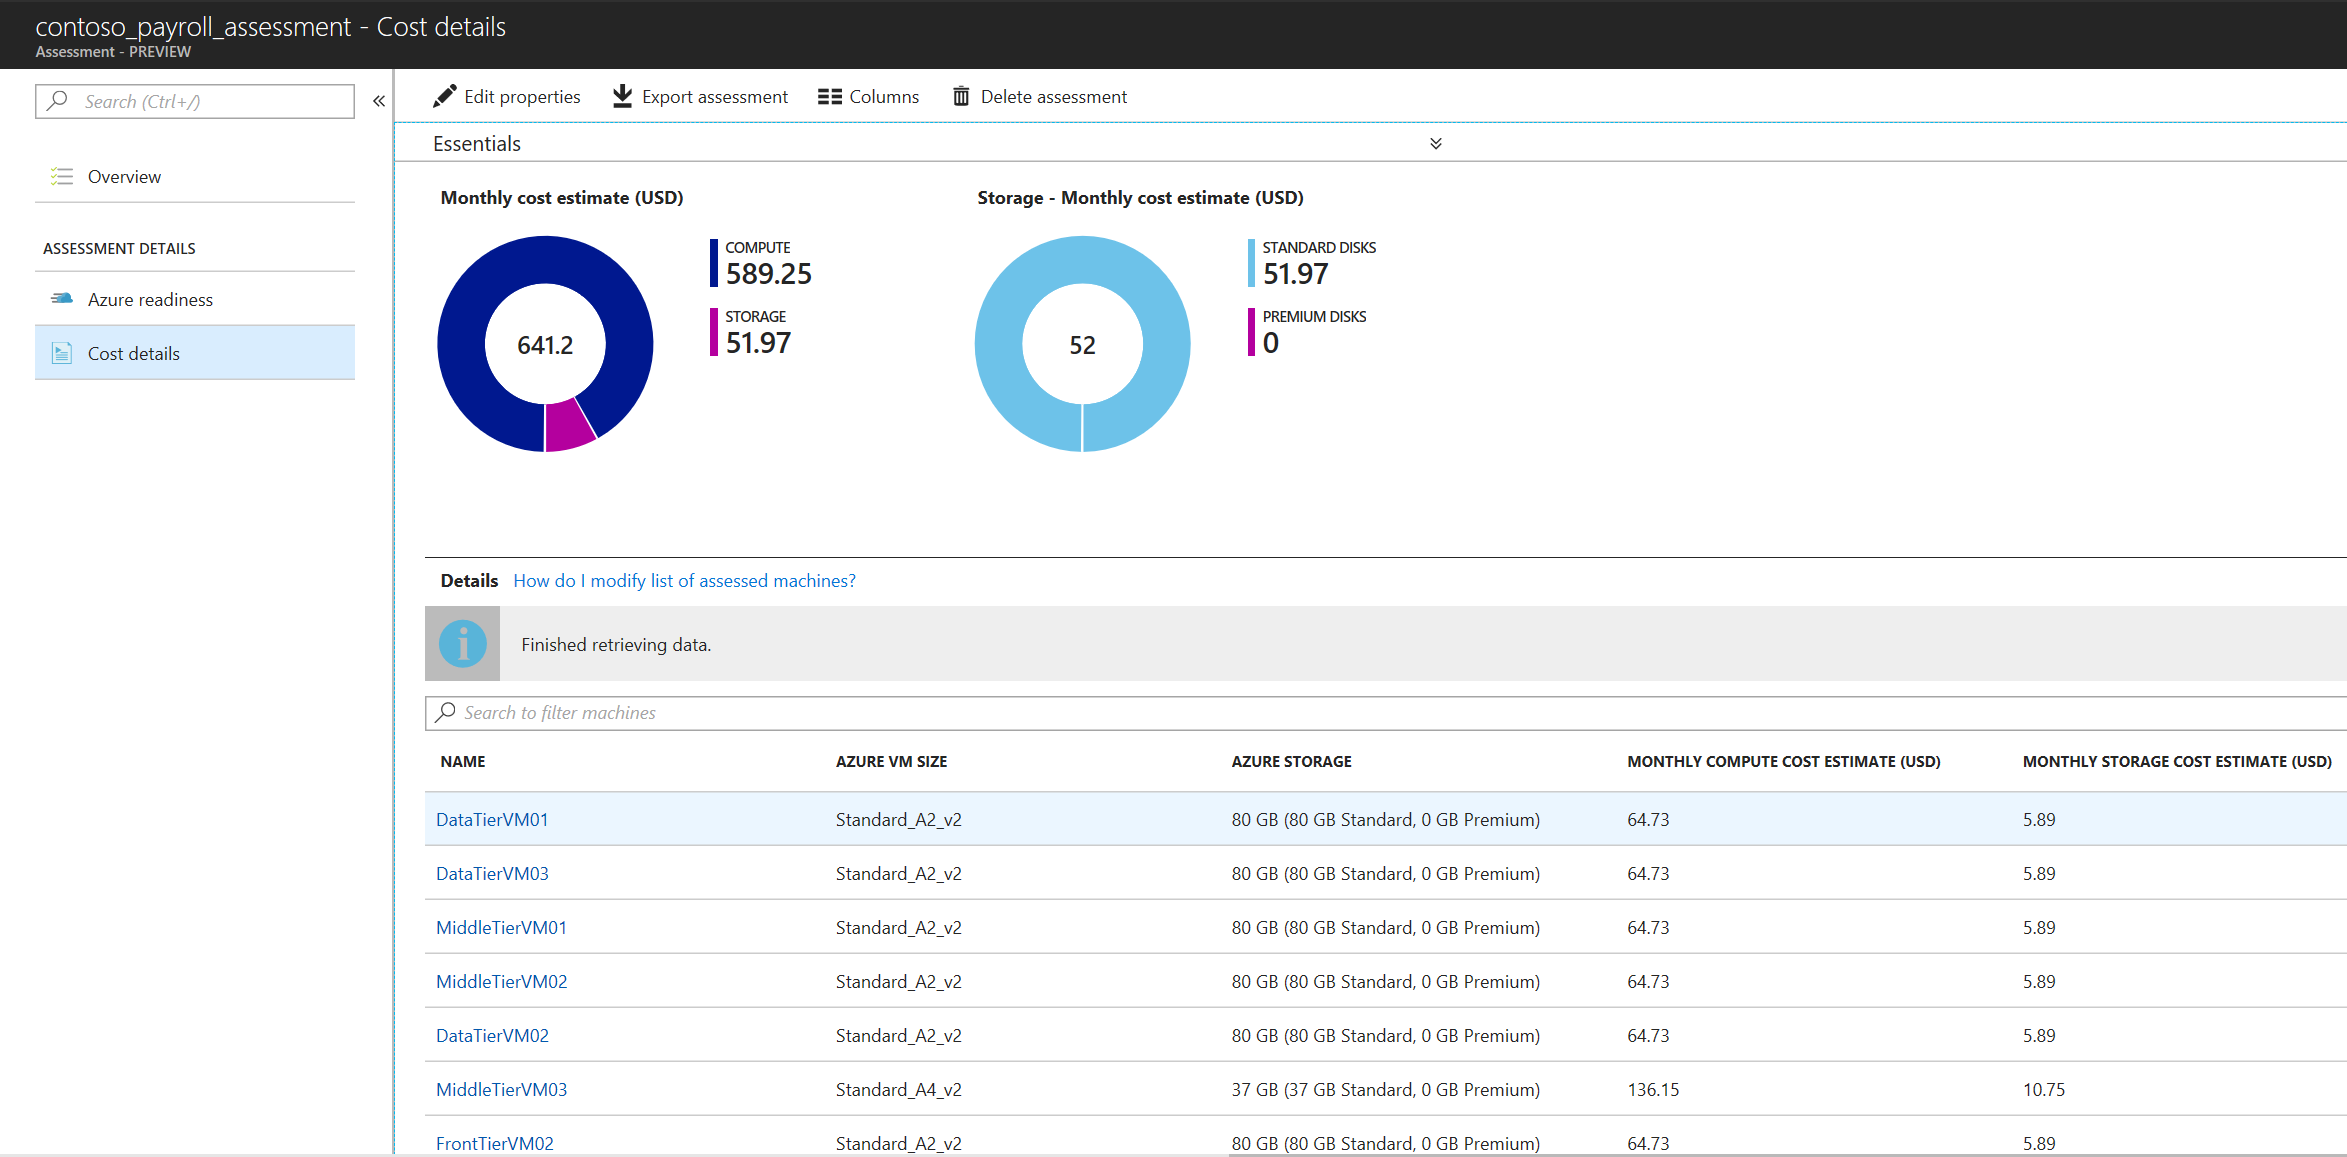 contoso_payroll_assessment - Cost details
Assessment - PREVIEW
Search (Ctrl+/)
Overview
ASSESSMENT DETAILS
Azure readiness
Cost details
Edit properties
Export assessment
Columns
Delete assessment
Essentials
Monthly cost estimate (USD)
641.2
COMPUTE
589.25
STORAGE
51.97
Storage - Monthly cost estimate (USD)
52
STANDARD DISKS
51.97
PREMIUM DISKS
0
Details How do I modify list of assessed machines?
Finished retrieving data.
Search to filter machines
NAME AZURE VM SIZE AZURE STORAGE MONTHLY COMPUTE COST ESTIMATE (USD) MONTHLY STORAGE COST ESTIMATE (USD)
DataTierVM01 Standard_A2_v2 80 GB (80 GB Standard, 0 GB Premium) 64.73 5.89
DataTierVM03 Standard_A2_v2 80 GB (80 GB Standard, 0 GB Premium) 64.73 5.89
MiddleTierVM01 Standard_A2_v2 80 GB (80 GB Standard, 0 GB Premium) 64.73 5.89
MiddleTierVM02 Standard_A2_v2 80 GB (80 GB Standard, 0 GB Premium) 64.73 5.89
DataTierVM02 Standard_A2_v2 80 GB (80 GB Standard, 0 GB Premium) 64.73 5.89
MiddleTierVM03 Standard_A4_v2 37 GB (37 GB Standard, 0 GB Premium) 136.15 10.75
FrontTierVM02 Standard_A2_v2 80 GB (80 GB Standard, 0 GB Premium) 64.73 5.89